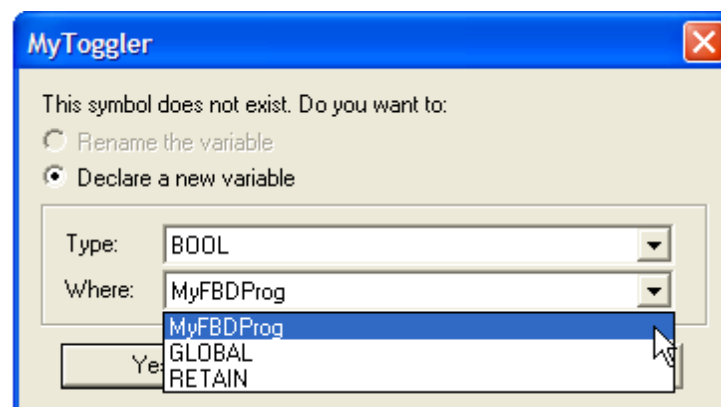 MyToggler
This symbol does not exist. Do you want to:
Rename the variable
Declare a new variable
Type: BOOL
Where: MyFBDProg
MyFBDProg
GLOBAL
RETAIN